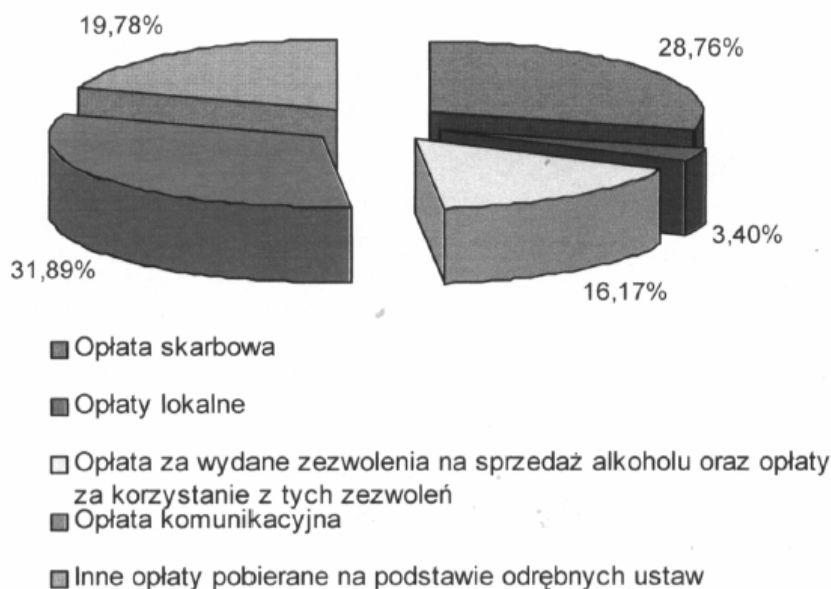 19,78%
28,76%
3,40%
31,89%
16,17%
Opłata skarbowa
Opłaty lokalne
Opłata za wydane zezwolenia na sprzedaż alkoholu oraz opłaty
za korzystanie z tych zezwoleń
Opłata komunikacyjna
Inne opłaty pobierane na podstawie odrębnych ustaw